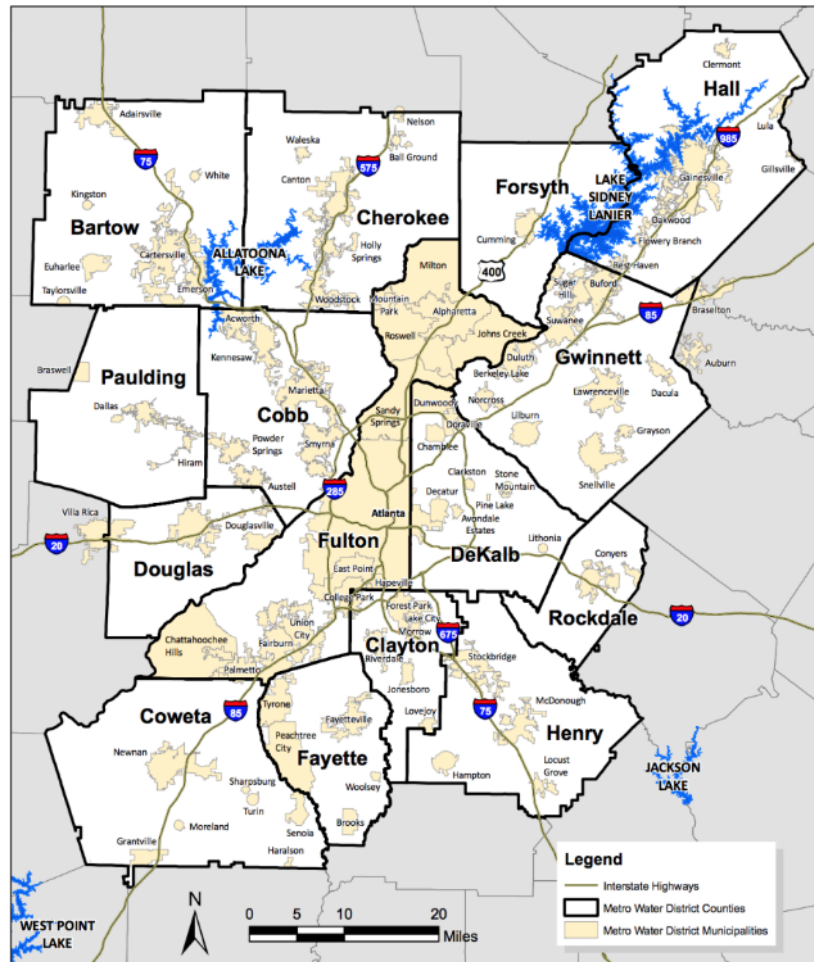 Clermont
Hall
Adairsville
Nelson
Lula
985
Waleska
75
Ball Ground
575
White
Canton
Gillsville
Forsyth
LAKE
SIDNEY
LANIER
Gainesville
Kingston
Cherokee
Oakwood
Bartow
Cumming
Flowery Branch
Holly
Springs
ALLATOONA
LAKE
Cartersville
Euharlee
Milton
400
Rest Haven
Emerson
Sugar
Hill
Buford
Taylorsville
Woodstock
Mountain
Park
Alpharetta
Acworth
85
Braselton
Roswell
Johns Creek
Suwanee
Kennesaw
Gwinnett
Braswell
Duluth
Auburn
Paulding
Berkeley Lake
Marietta
Dunwoody
Lawrenceville
Dacula
Dallas
Cobb
Norcross
Sandy
Springs
Doraville
Lilburn
Powder
Springs
Smyrna
Chamblee
Grayson
Hiram
Clarkston
Stone
Mountain
Snellville
Austell
285
Decatur
Pine Lake
Villa Rica
Atlanta
Avondale
Estates
Douglasville
Lithonia
20
Fulton
DeKalb
Conyers
Douglas
East Point
Hapeville
Rockdale
College Park
20
Forest Park
Union
City
Lake City
Chattahoochee
Hills
Fairburn
Morrow
675
Clayton
Palmetto
Riverdale
Stockbridge
Jonesboro
McDonough
Coweta
85
Tyrone
Lovejoy
75
Fayetteville
Henry
Newnan
Peachtree
City
Fayette
JACKSON
LAKE
Sharpsburg
Woolsey
Hampton
Locust
Grove
Turin
Moreland
Senoia
Brooks
Grantville
Haralson
Legend
Interstate Highways
Metro Water District Counties
Metro Water District Municipalities
N
WEST POINT
LAKE
0 5 10 20
Miles